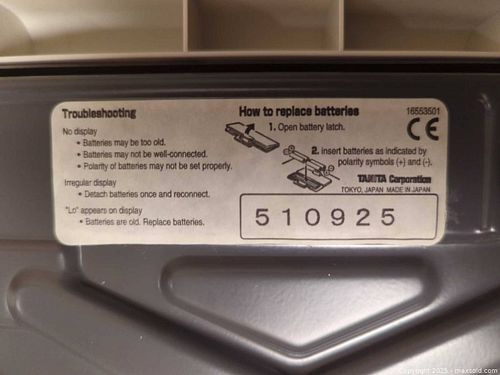 Troubleshooting
No display
• Batteries may be too old.
• Batteries may not be well-connected.
• Polarity of batteries may not be set properly.
Irregular display
• Detach batteries once and reconnect.
"Lo" appears on display
• Batteries are old. Replace batteries.
How to replace batteries
1. Open battery latch.
2. Insert batteries as indicated by
polarity symbols (+) and (-).
16553501
CE
TANITA Corporation
TOKYO, JAPAN MADE IN JAPAN
510925
Copyright 2025 - maxsold.com